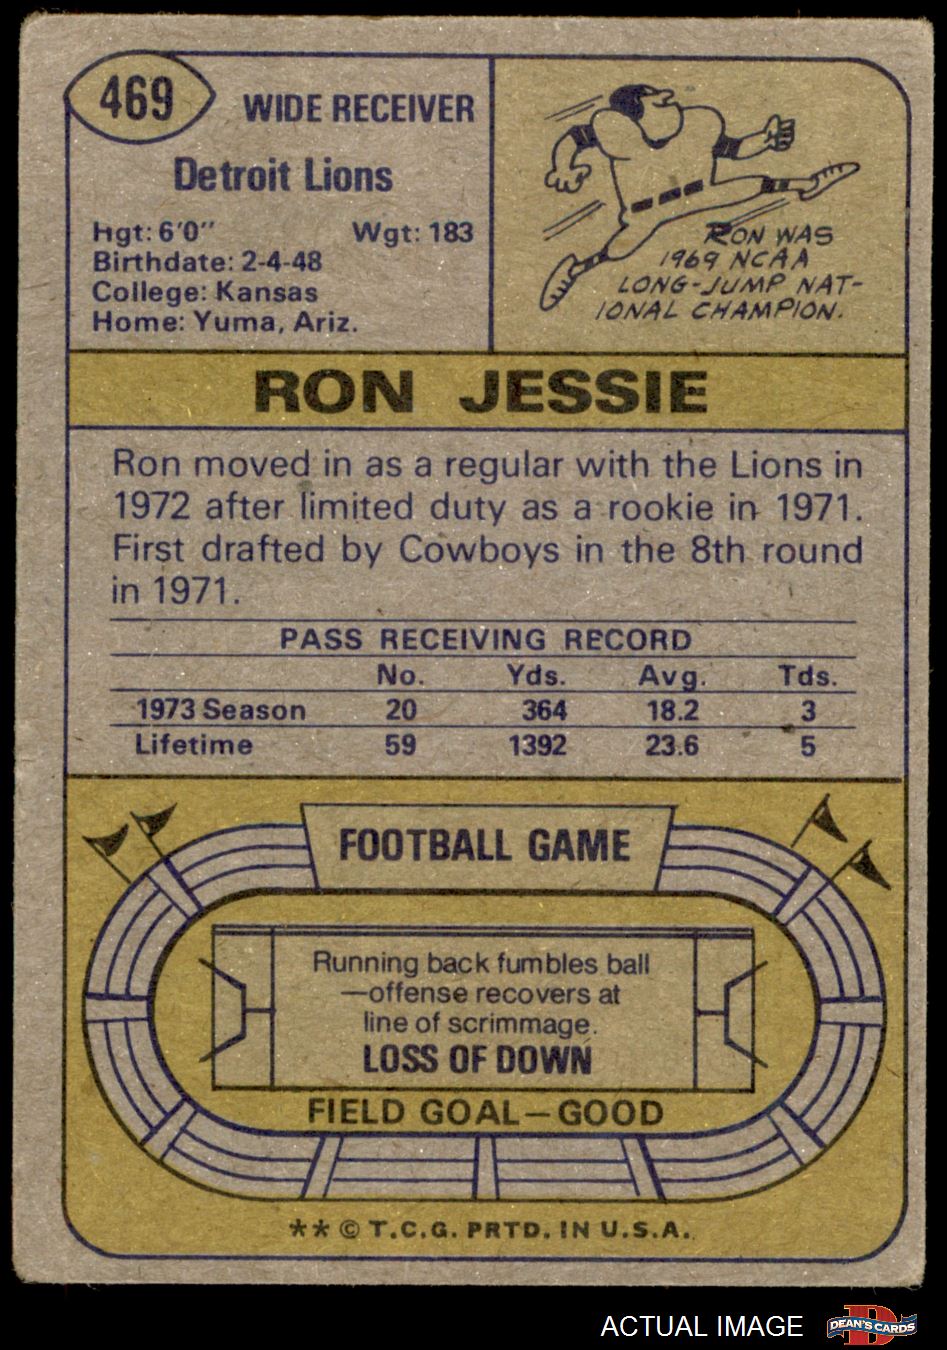 469
WIDE RECEIVER
Detroit Lions
Hgt: 6'0" Wgt: 183
Birthdate: 2-4-48
College: Kansas
Home: Yuma, Ariz.
RON WAS
1969 NCAA
LONG-JUMP NAT-
IONAL CHAMPION.
RON JESSIE
Ron moved in as a regular with the Lions in
1972 after limited duty as a rookie in 1971.
First drafted by Cowboys in the 8th round
in 1971.
PASS RECEIVING RECORD
No. Yds. Avg. Tds.
1973 Season 20 364 18.2 3
Lifetime 59 1392 23.6 5
FOOTBALL GAME
Running back fumbles ball
—offense recovers at
line of scrimmage.
LOSS OF DOWN
FIELD GOAL—GOOD
** © T.C.G. PRTD. IN U.S.A.
ACTUAL IMAGE
D
DEAN'S CARDS